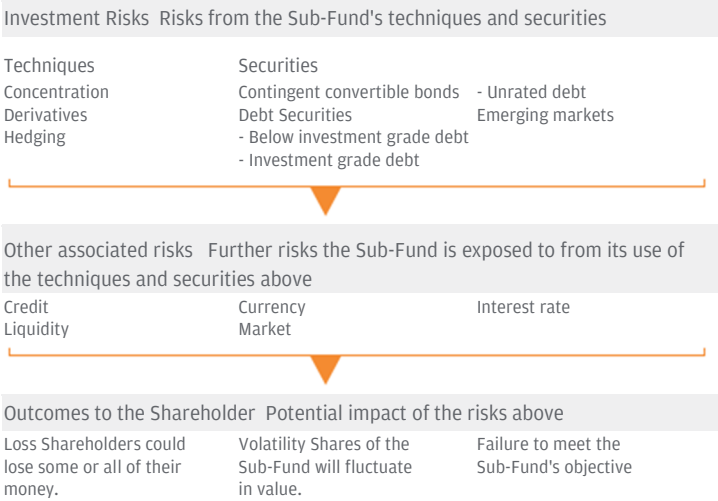 Investment Risks Risks from the Sub-Fund's techniques and securities
Techniques
Concentration
Derivatives
Hedging
Securities
Contingent convertible bonds
Debt Securities
- Below investment grade debt
- Investment grade debt
- Unrated debt
Emerging markets
Other associated risks Further risks the Sub-Fund is exposed to from its use of
the techniques and securities above
Credit
Liquidity
Currency
Market
Interest rate
Outcomes to the Shareholder Potential impact of the risks above
Loss Shareholders could
lose some or all of their
money.
Volatility Shares of the
Sub-Fund will fluctuate
in value.
Failure to meet the
Sub-Fund's objective